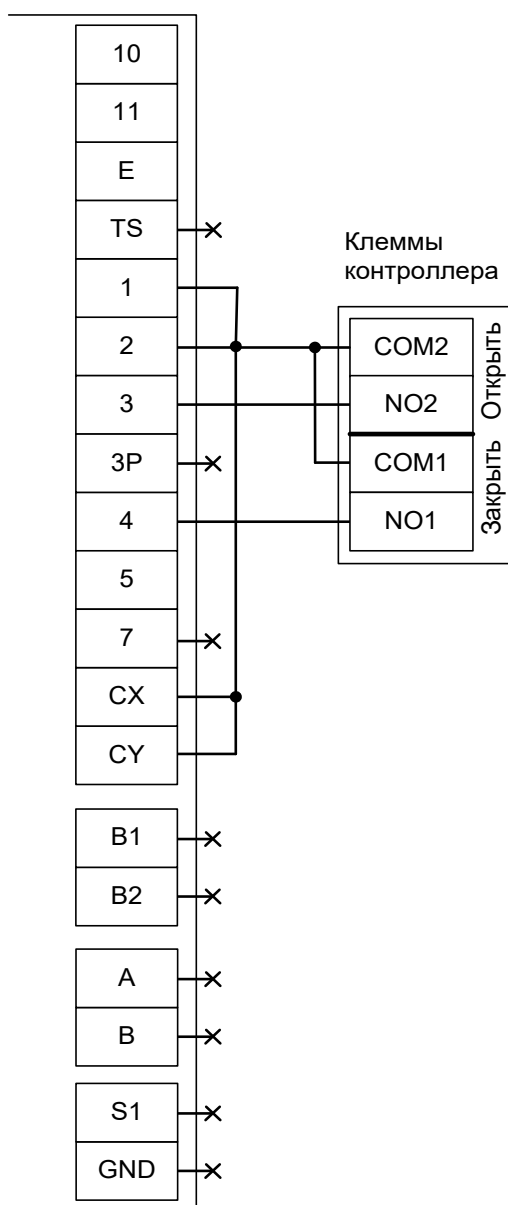 10
11
E
TS
1
2
3
3P
4
5
7
CX
CY
B1
B2
A
B
S1
GND
Клеммы
контроллера
COM2
NO2
COM1
NO1
Открыть
Закрыть